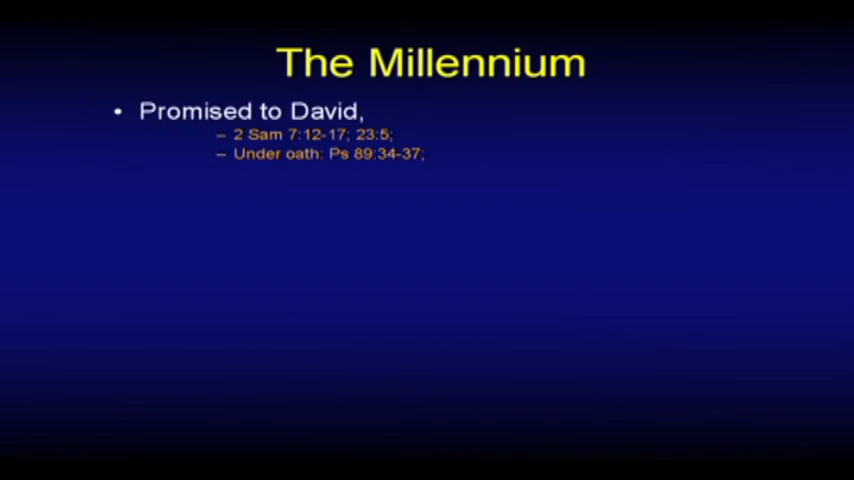 The Millennium
• Promised to David,
– 2 Sam 7:12-17; 23:5;
– Under oath: Ps 89:34-37;